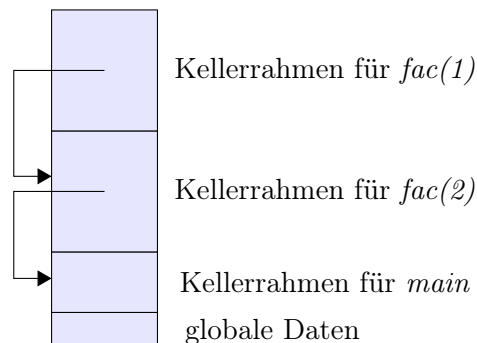 Kellerrahmen für fac(1)
Kellerrahmen für fac(2)
Kellerrahmen für main
globale Daten